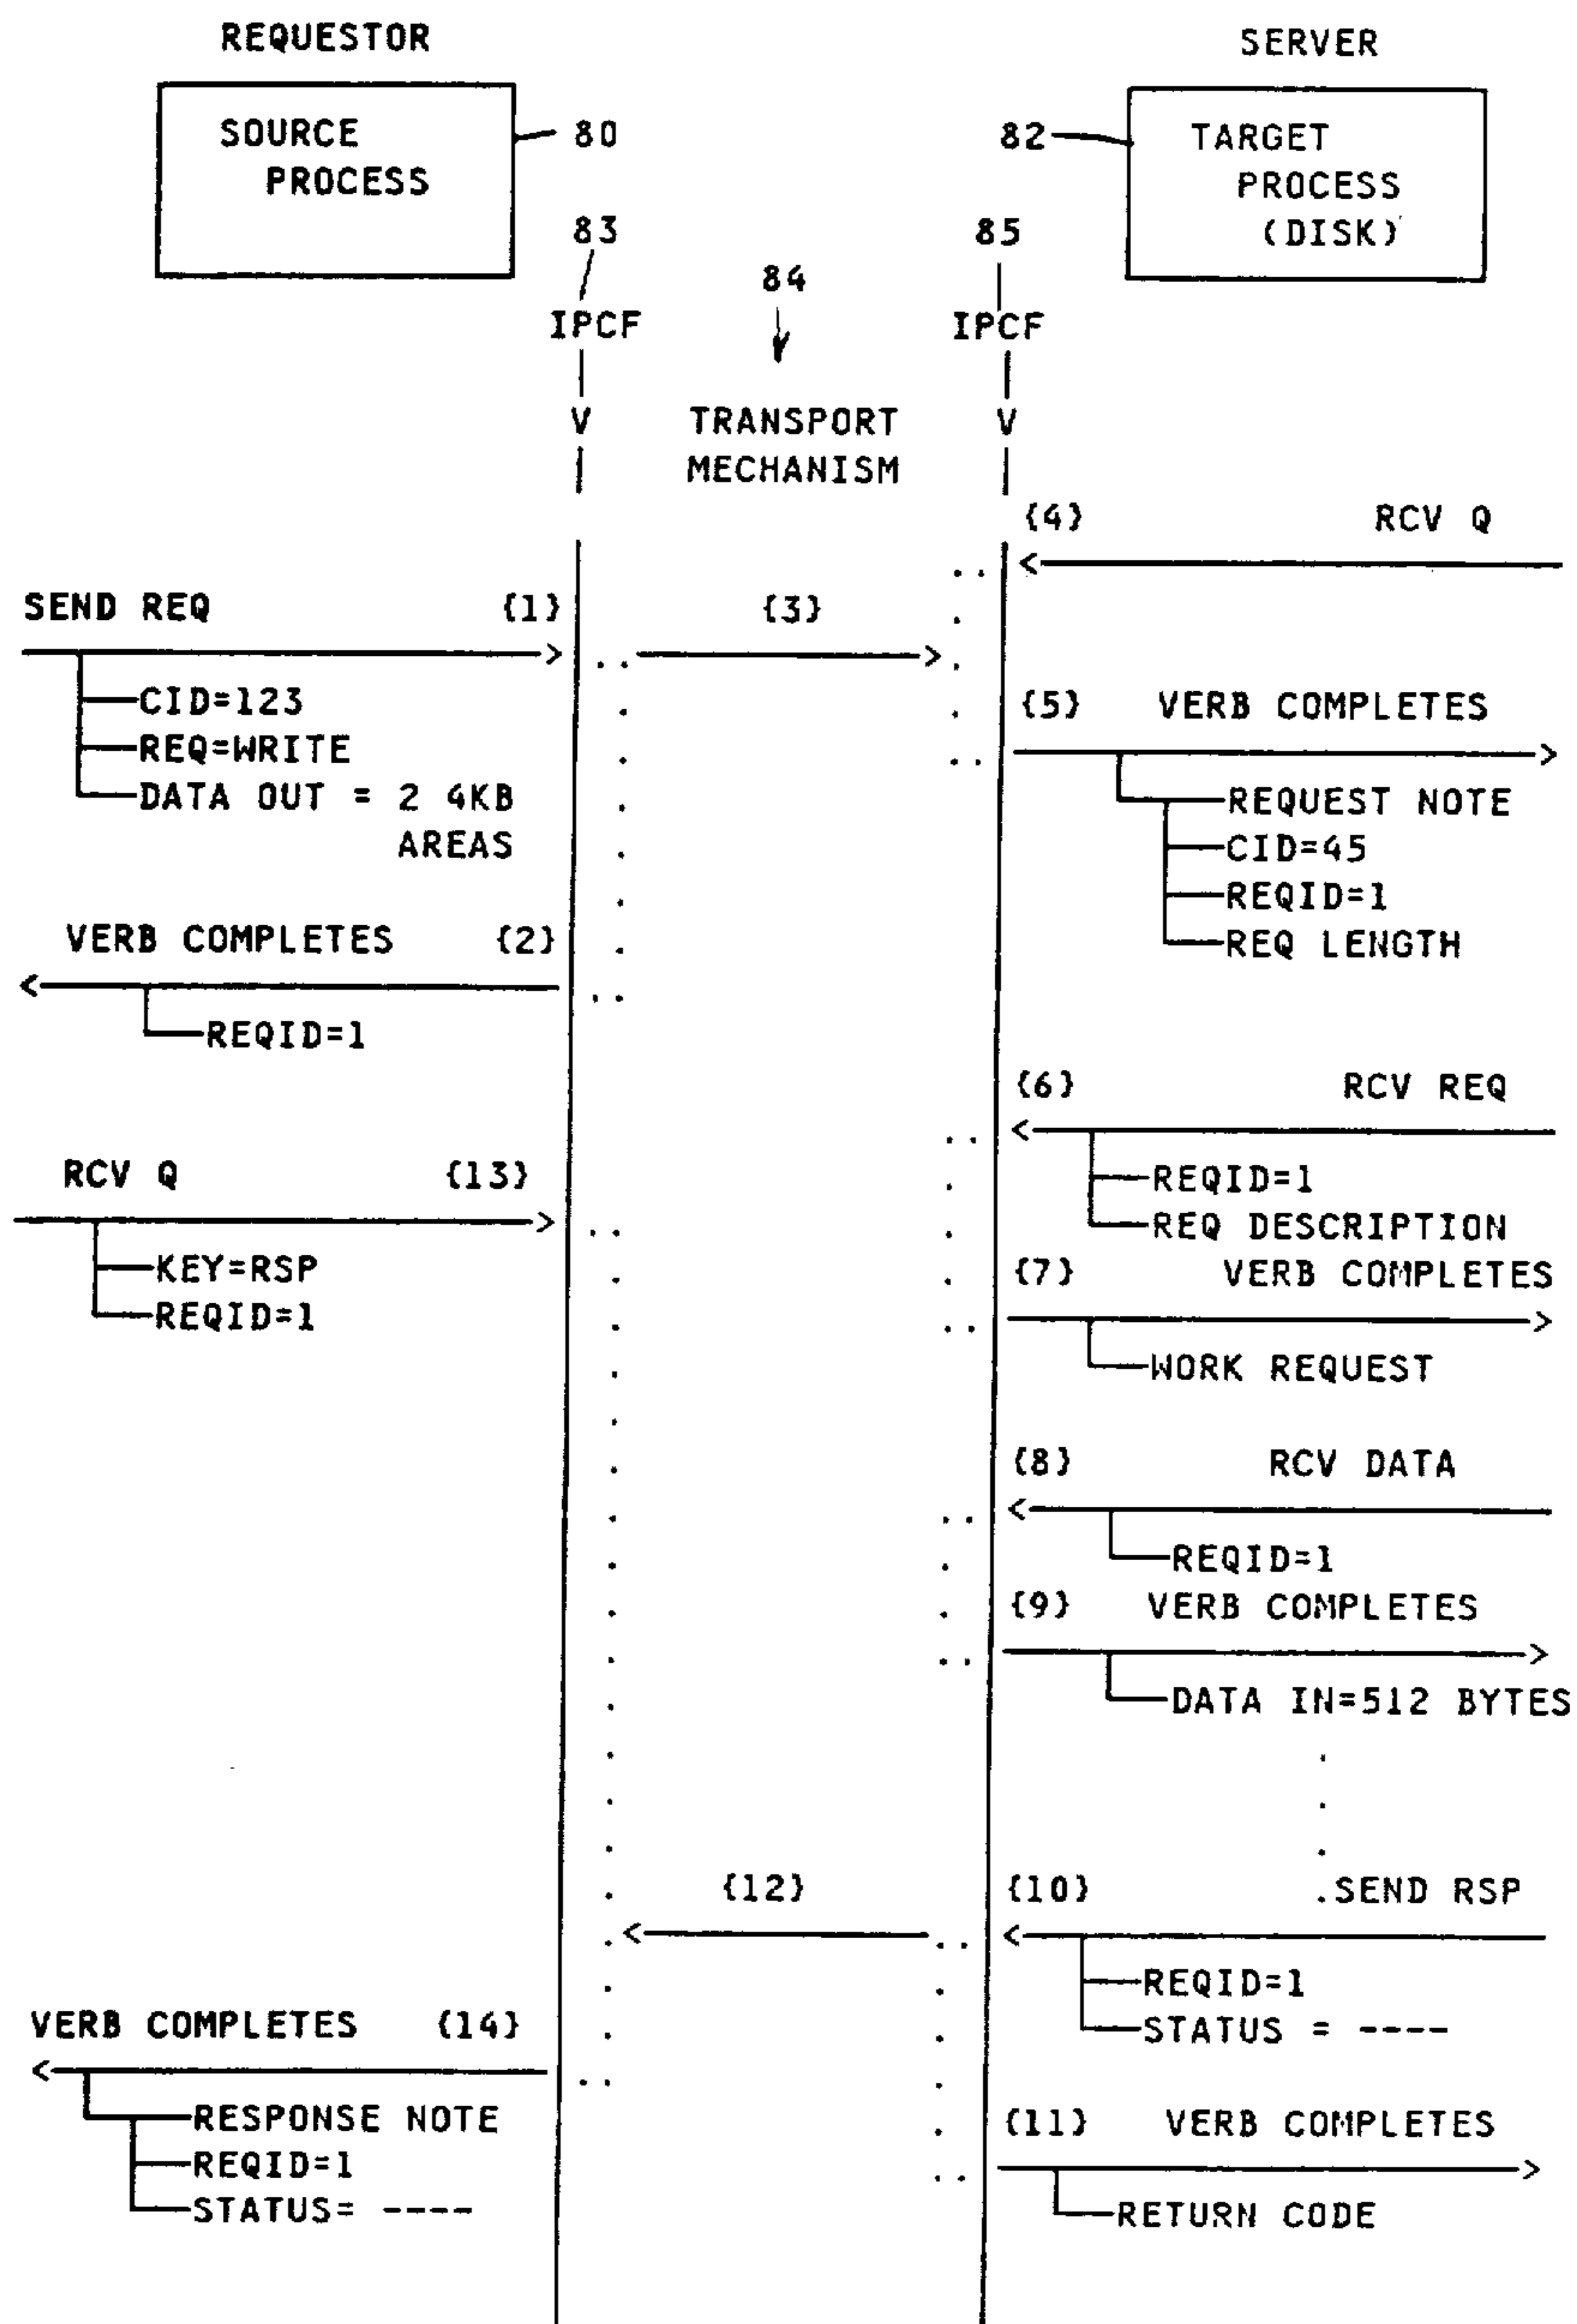 REQUESTOR
SERVER
SOURCE
PROCESS
80
82
TARGET
PROCESS
(DISK)
83
85
84
IPCF
IPCF
V
V
TRANSPORT
MECHANISM
{4} RCV Q
SEND REQ {1}
{3}
CID=123
REQ=WRITE
DATA OUT = 2 4KB
AREAS
{5} VERB COMPLETES
REQUEST NOTE
CID=45
REQID=1
REQ LENGTH
VERB COMPLETES {2}
REQID=1
{6} RCV REQ
REQID=1
REQ DESCRIPTION
RCV Q {13}
KEY=RSP
REQID=1
{7} VERB COMPLETES
WORK REQUEST
{8} RCV DATA
REQID=1
{9} VERB COMPLETES
DATA IN=512 BYTES
{12}
{10} .SEND RSP
REQID=1
STATUS = ----
VERB COMPLETES {14}
RESPONSE NOTE
REQID=1
STATUS= ----
{11} VERB COMPLETES
RETURN CODE